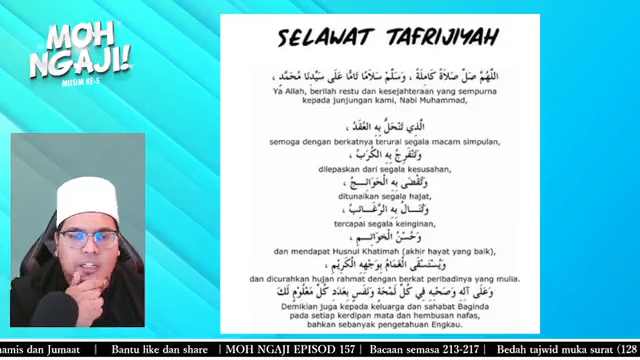 MOH
NGAJI!
MUSIM KE-5
SELAWAT TAFRIJIYAH
اللَّهُمَّ صَلِّ صَلَاةً كَامِلَةً ، وَسَلِّمْ سَلَامًا تَامًّا عَلَى سَيِّدِنَا مُحَمَّدٍ ،
Ya Allah, berilah restu dan kesejahteraan yang sempurna
kepada junjungan kami, Nabi Muhammad,
الَّذِي تَنْحَلُّ بِهِ الْعُقَدُ ،
semoga dengan berkatnya terurai segala macam simpulan,
وَتَنْفَرِجُ بِهِ الْكُرَبُ ،
dilepaskan dari segala kesusahan,
وَتُقْضَى بِهِ الْحَوَائِجُ ،
ditunaikan segala hajat,
وَتُنَالُ بِهِ الرَّغَائِبُ ،
tercapai segala keinginan,
وَحُسْنُ الْخَوَاتِمِ ،
dan mendapat Husnul Khatimah (akhir hayat yang baik),
وَيُسْتَسْقَى الْغَمَامُ بِوَجْهِهِ الْكَرِيْمِ ،
dan dicurahkan hujan rahmat dengan berkat peribadinya yang mulia.
وَعَلَى آلِهِ وَصَحْبِهِ فِي كُلِّ لَمْحَةٍ وَنَفَسٍ بِعَدَدِ كُلِّ مَعْلُوْمٍ لَكَ
Demikian juga kepada keluarga dan sahabat Baginda
pada setiap kerdipan mata dan hembusan nafas,
bahkan sebanyak pengetahuan Engkau.
namis dan Jumaat | Bantu like dan share | MOH NGAJI EPISOD 157 | Bacaan semasa 213-217 | Bedah tajwid muka surat (128